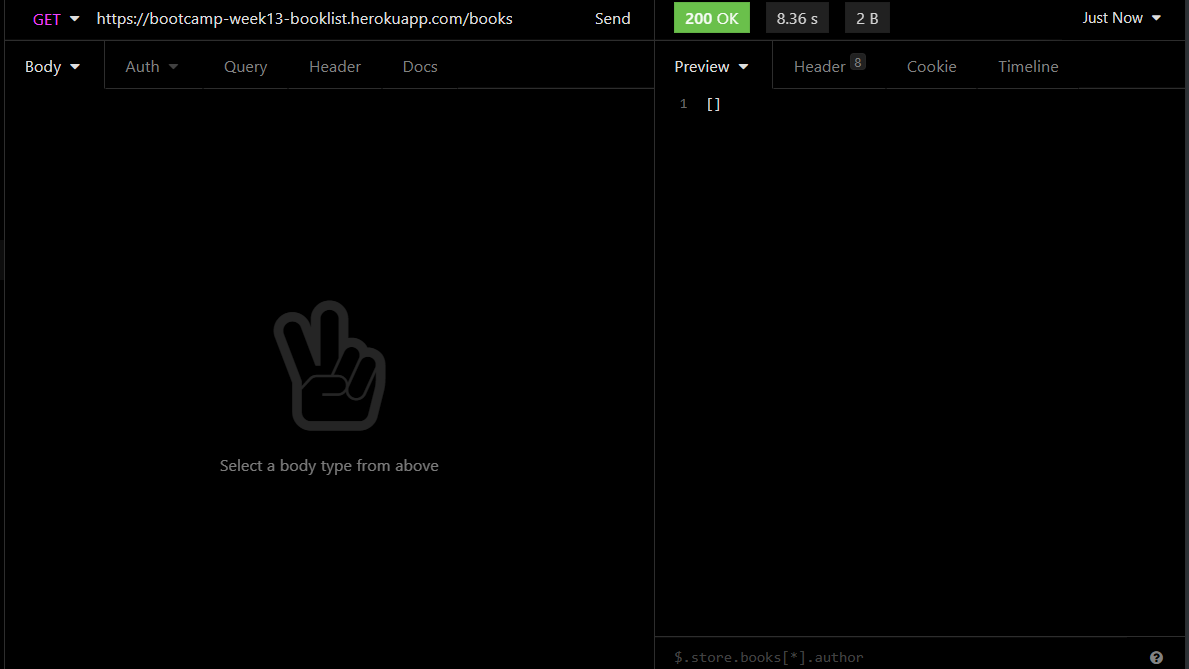 GET https://bootcamp-week13-booklist.herokuapp.com/books Send
200 OK 8.36 s 2 B Just Now
Body Auth Query Header Docs
Preview Header 8 Cookie Timeline
1 []
Select a body type from above
$.store.books[*].author ?